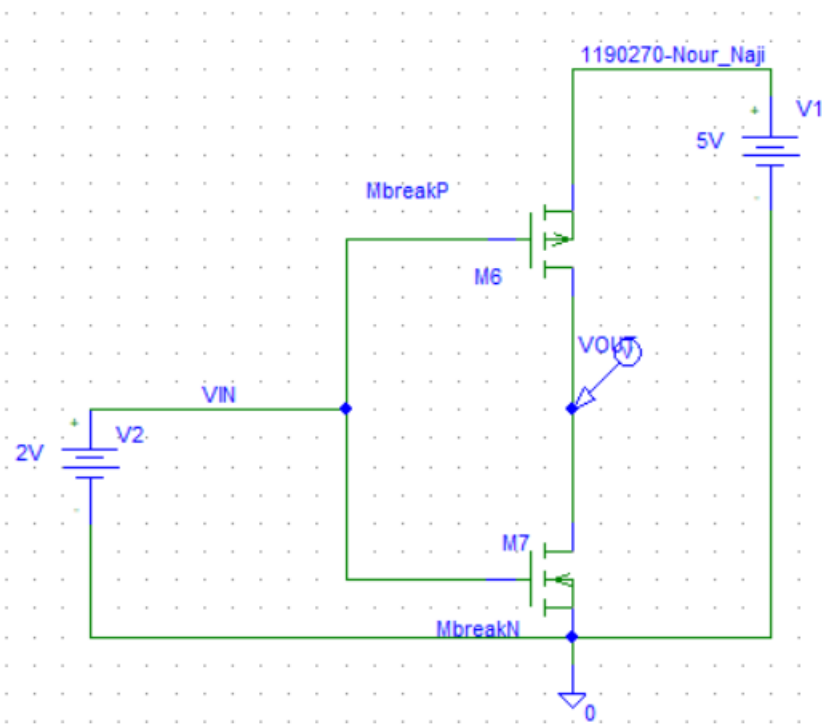 1190270-Nour_Naji
V1
5V
MbreakP
M6
VOUT
V
VIN
V2
2V
M7
MbreakN
0